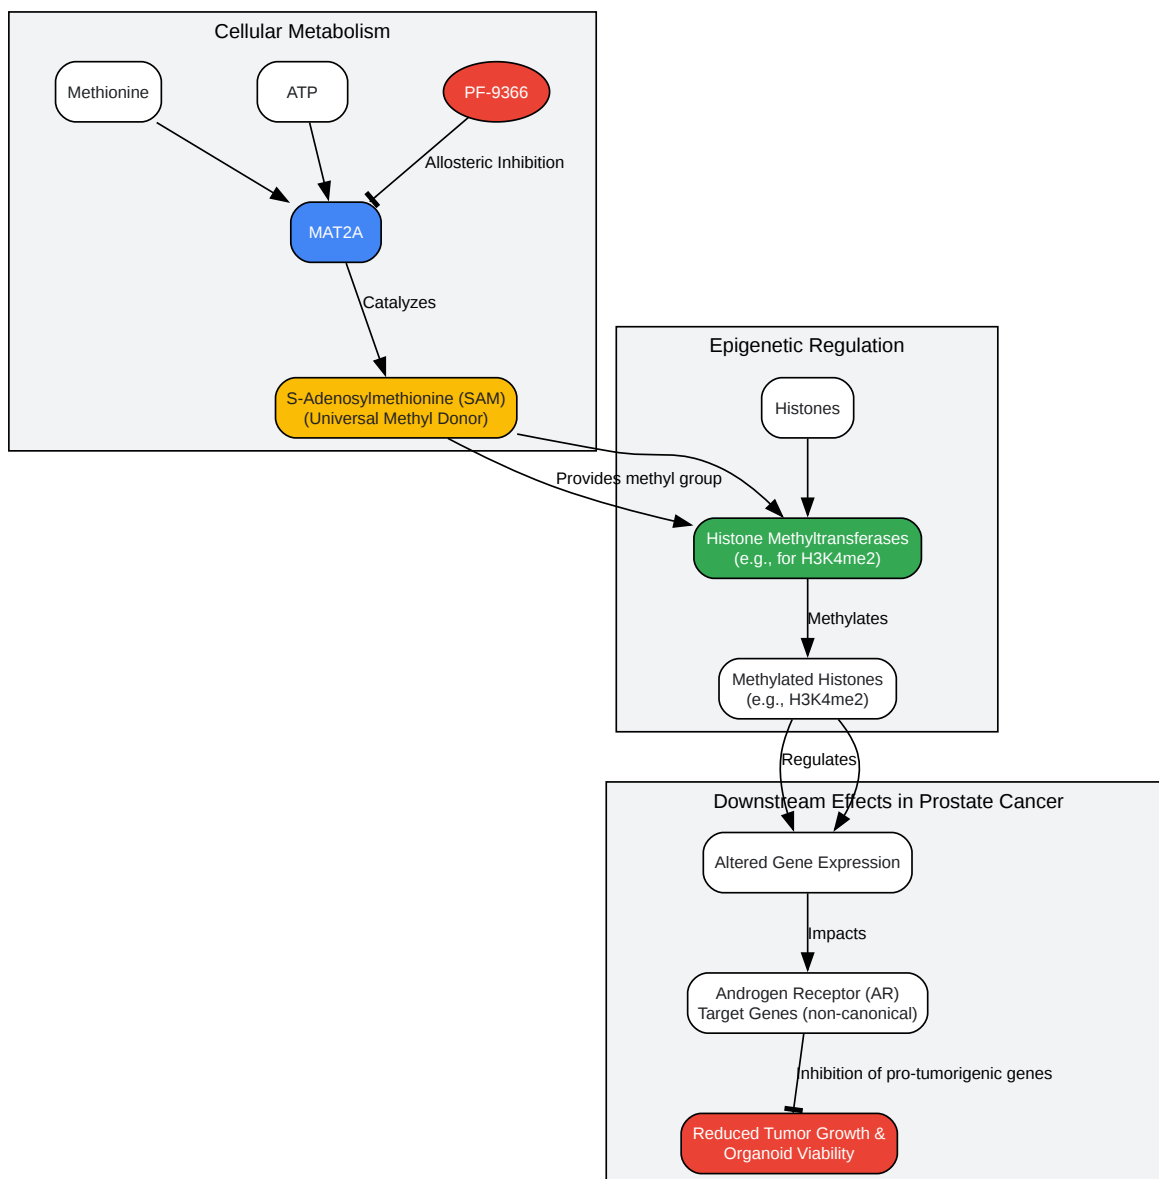 Cellular Metabolism
Methionine
ATP
PF-9366
Allosteric Inhibition
MAT2A
Catalyzes
S-Adenosylmethionine (SAM)
(Universal Methyl Donor)
Epigenetic Regulation
Histones
Provides methyl group
Histone Methyltransferases
(e.g., for H3K4me2)
Methylates
Methylated Histones
(e.g., H3K4me2)
Regulates
Downstream Effects in Prostate Cancer
Altered Gene Expression
Impacts
Androgen Receptor (AR)
Target Genes (non-canonical)
Inhibition of pro-tumorigenic genes
Reduced Tumor Growth &
Organoid Viability